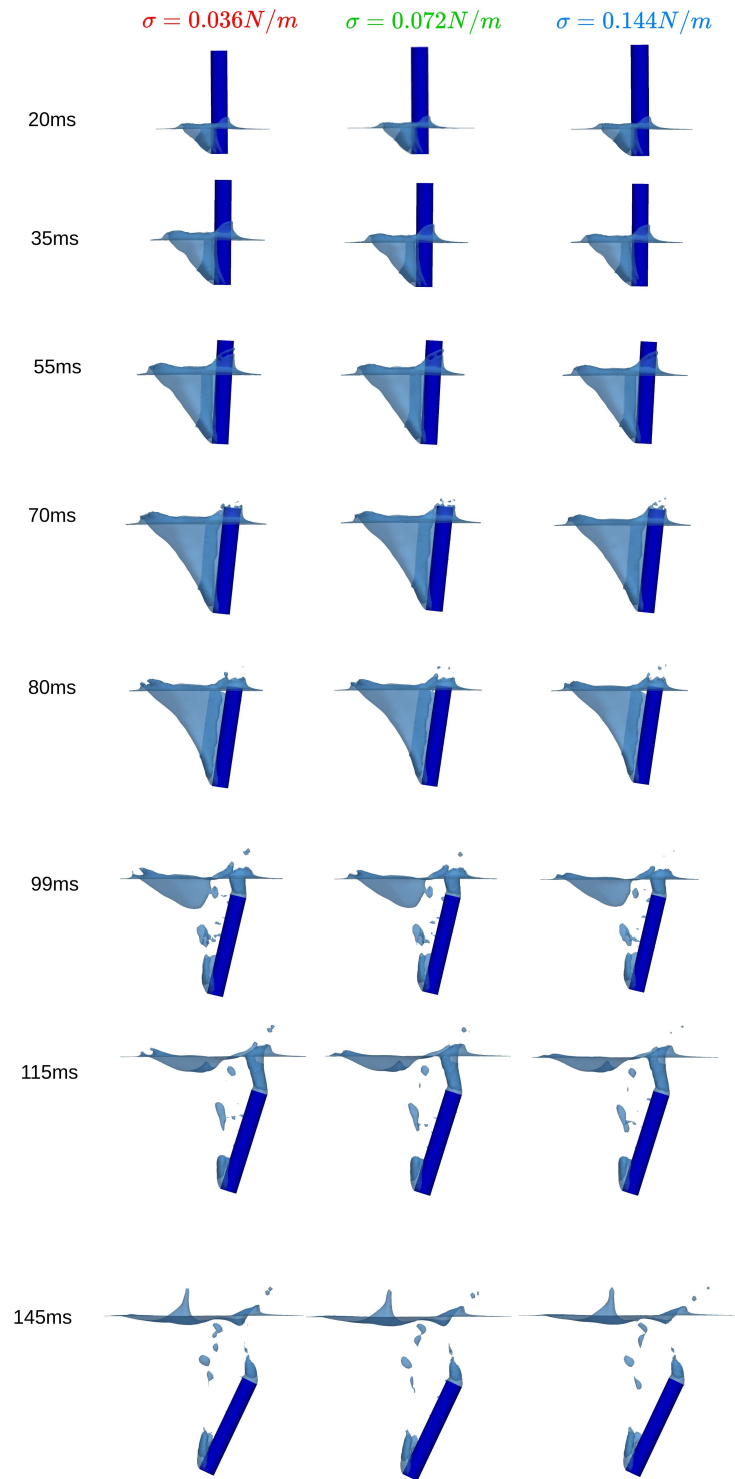 σ = 0.036N/m σ = 0.072N/m σ = 0.144N/m
20ms
35ms
55ms
70ms
80ms
99ms
115ms
145ms